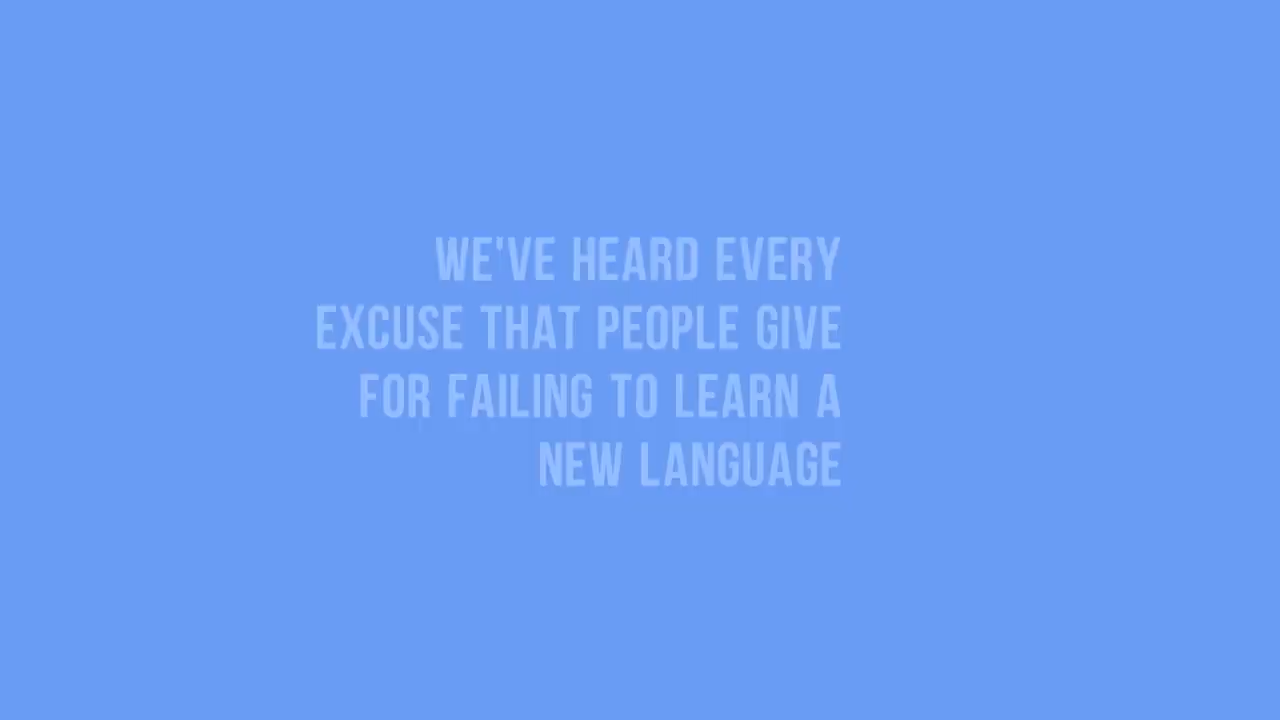 WE'VE HEARD EVERY
EXCUSE THAT PEOPLE GIVE
FOR FAILING TO LEARN A
NEW LANGUAGE